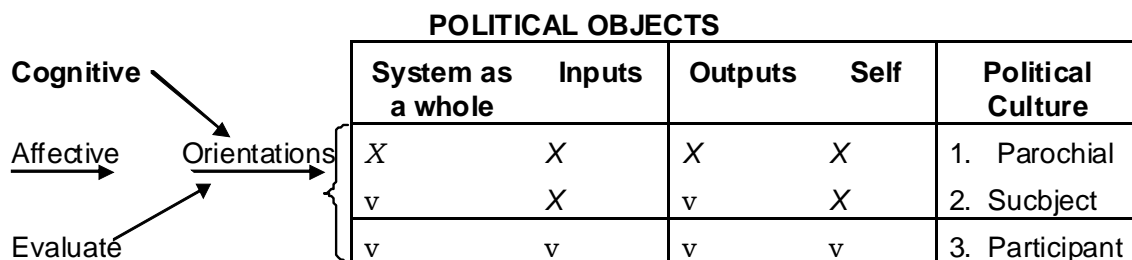 POLITICAL OBJECTS
Cognitive System as Inputs Outputs Self Political
a whole Culture
Affective Orientations X X X X 1. Parochial
v X v X 2. Sucbject
Evaluate v v v v 3. Participant